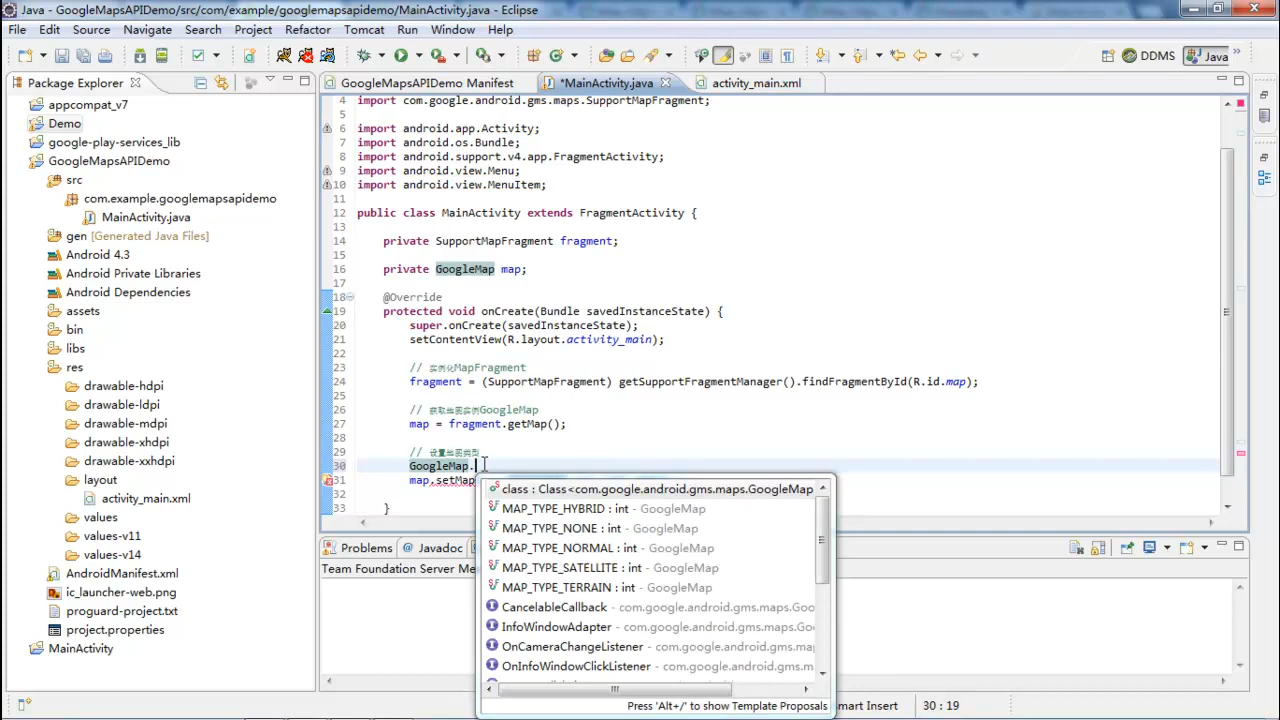 Java - GoogleMapsAPIDemo/src/com/example/googlemapsapidemo/MainActivity.java - Eclipse
File Edit Source Navigate Search Project Refactor Tomcat Run Window Help
DDMS Java
Package Explorer
appcompat_v7
Demo
google-play-services_lib
GoogleMapsAPIDemo
src
com.example.googlemapsapidemo
MainActivity.java
gen [Generated Java Files]
Android 4.3
Android Private Libraries
Android Dependencies
assets
bin
libs
res
drawable-hdpi
drawable-ldpi
drawable-mdpi
drawable-xhdpi
drawable-xxhdpi
layout
activity_main.xml
values
values-v11
values-v14
AndroidManifest.xml
ic_launcher-web.png
proguard-project.txt
project.properties
MainActivity
GoogleMapsAPIDemo Manifest *MainActivity.java activity_main.xml
4 import com.google.android.gms.maps.SupportMapFragment;
5
6 import android.app.Activity;
7 import android.os.Bundle;
8 import android.support.v4.app.FragmentActivity;
9 import android.view.Menu;
10 import android.view.MenuItem;
11
12 public class MainActivity extends FragmentActivity {
13
14 private SupportMapFragment fragment;
15
16 private GoogleMap map;
17
18 @Override
19 protected void onCreate(Bundle savedInstanceState) {
20 super.onCreate(savedInstanceState);
21 setContentView(R.layout.activity_main);
22
23 // 实例化MapFragment
24 fragment = (SupportMapFragment) getSupportFragmentManager().findFragmentById(R.id.map);
25
26 // 获取地图实例GoogleMap
27 map = fragment.getMap();
28
29 // 设置地图类型
30 GoogleMap.
31 map.setMap
33 }
class : Class<com.google.android.gms.maps.GoogleMap
MAP_TYPE_HYBRID : int - GoogleMap
MAP_TYPE_NONE : int - GoogleMap
MAP_TYPE_NORMAL : int - GoogleMap
MAP_TYPE_SATELLITE : int - GoogleMap
MAP_TYPE_TERRAIN : int - GoogleMap
CancelableCallback - com.google.android.gms.maps.Goo
InfoWindowAdapter - com.google.android.gms.maps.Go
OnCameraChangeListener - com.google.android.gms.ma
OnInfoWindowClickListener - com.google.android.gms.m
Press 'Alt+/' to show Template Proposals
Problems @ Javadoc
Team Foundation Server Me
mart Insert 30 : 19